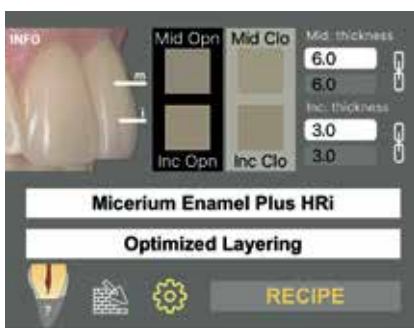 INFO
m
i
Mid Opn
Mid Clo
Inc Opn
Inc Clo
Mid. thickness
6.0
6.0
Inc. thickness
3.0
3.0
Micerium Enamel Plus HRi
Optimized Layering
?
RECIPE